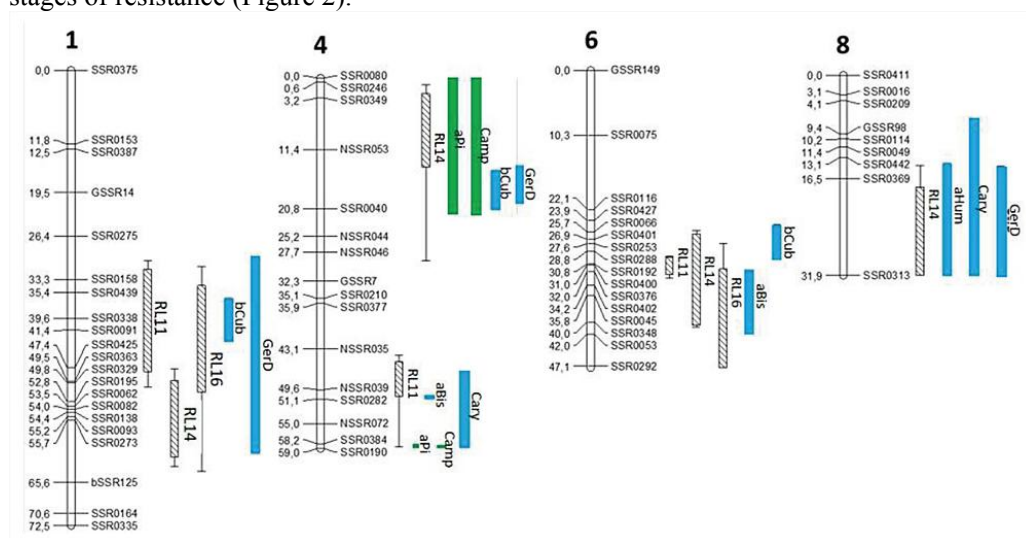 stages of resistance (Figure 2).
1
0,0 SSR0375
11,8 SSR0153
12,5 SSR0387
19,5 GSSR14
26,4 SSR0275
33,3 SSR0158
35,4 SSR0439
39,6 SSR0338
41,4 SSR0091
47,4 SSR0425
49,5 SSR0363
49,8 SSR0329
52,8 SSR0195
53,5 SSR0062
54,0 SSR0082
54,4 SSR0138
55,2 SSR0093
55,7 SSR0273
65,6 bSSR125
70,6 SSR0164
72,5 SSR0335
RL11
RL14
RL16
bCub
GerD
4
0,0 SSR0080
0,6 SSR0246
3,2 SSR0349
11,4 NSSR053
20,8 SSR0040
25,2 NSSR044
27,7 NSSR046
32,3 GSSR7
35,1 SSR0210
35,9 SSR0377
43,1 NSSR035
49,6 NSSR039
51,1 SSR0282
55,0 NSSR072
58,2 SSR0384
59,0 SSR0190
RL14
aPi
Camp
bCub
GerD
RL11
aBis
Cary
aPi
Camp
6
0,0 GSSR149
10,3 SSR0075
22,1 SSR0116
23,9 SSR0427
25,7 SSR0066
26,9 SSR0401
27,6 SSR0253
28,8 SSR0288
30,8 SSR0192
31,0 SSR0400
32,0 SSR0376
34,2 SSR0402
35,8 SSR0045
40,0 SSR0348
42,0 SSR0053
47,1 SSR0292
RL11
RL14
RL16
aBis
bCub
8
0,0 SSR0411
3,1 SSR0016
4,1 SSR0209
9,4 GSSR98
10,2 SSR0114
11,4 SSR0049
13,1 SSR0442
16,5 SSR0369
31,9 SSR0313
RL14
aHum
Cary
GerD